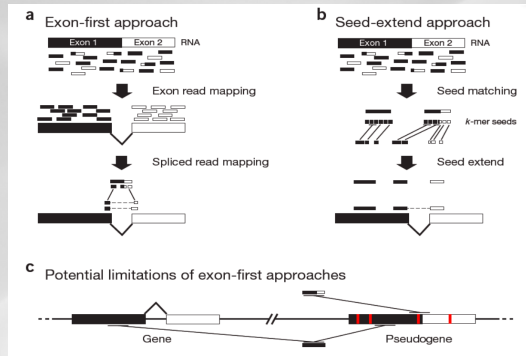 a Exon-first approach
Exon 1 Exon 2 RNA
Exon read mapping
Spliced read mapping
b Seed-extend approach
Exon 1 Exon 2 RNA
Seed matching
k-mer seeds
Seed extend
c Potential limitations of exon-first approaches
Gene
Pseudogene